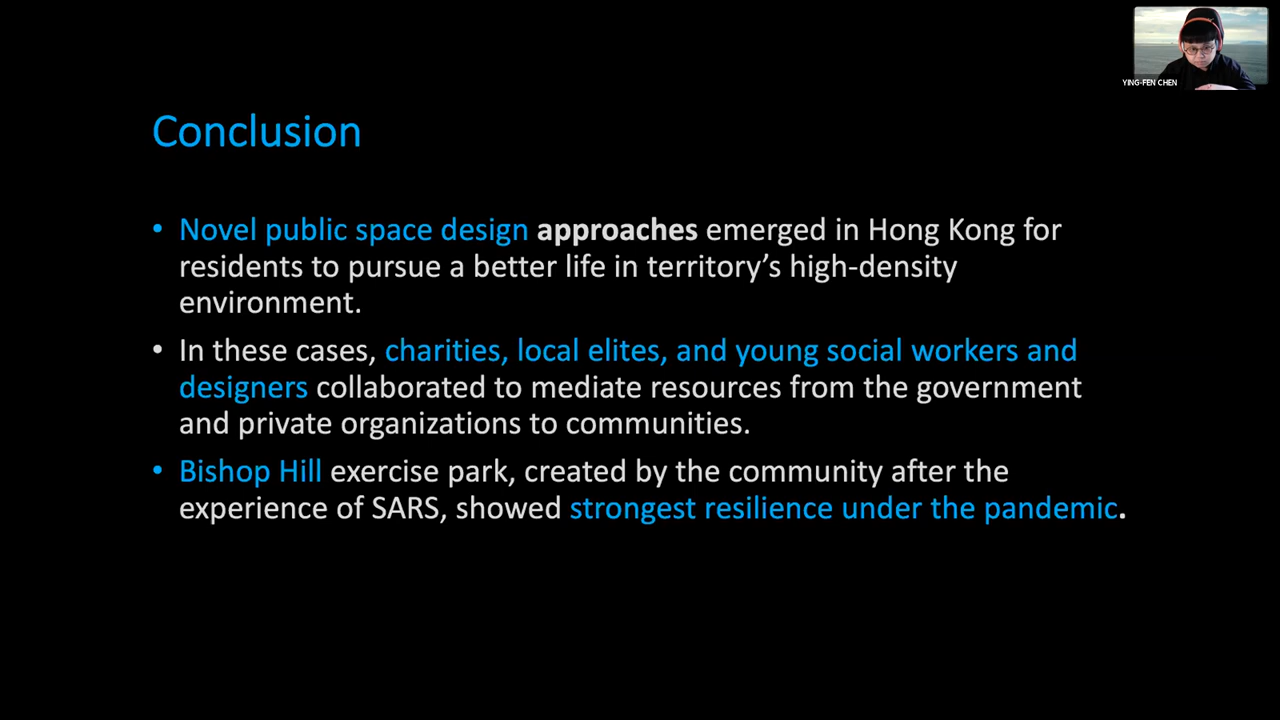 YING-FEN CHEN
Conclusion
• Novel public space design approaches emerged in Hong Kong for
residents to pursue a better life in territory’s high-density
environment.
• In these cases, charities, local elites, and young social workers and
designers collaborated to mediate resources from the government
and private organizations to communities.
• Bishop Hill exercise park, created by the community after the
experience of SARS, showed strongest resilience under the pandemic.